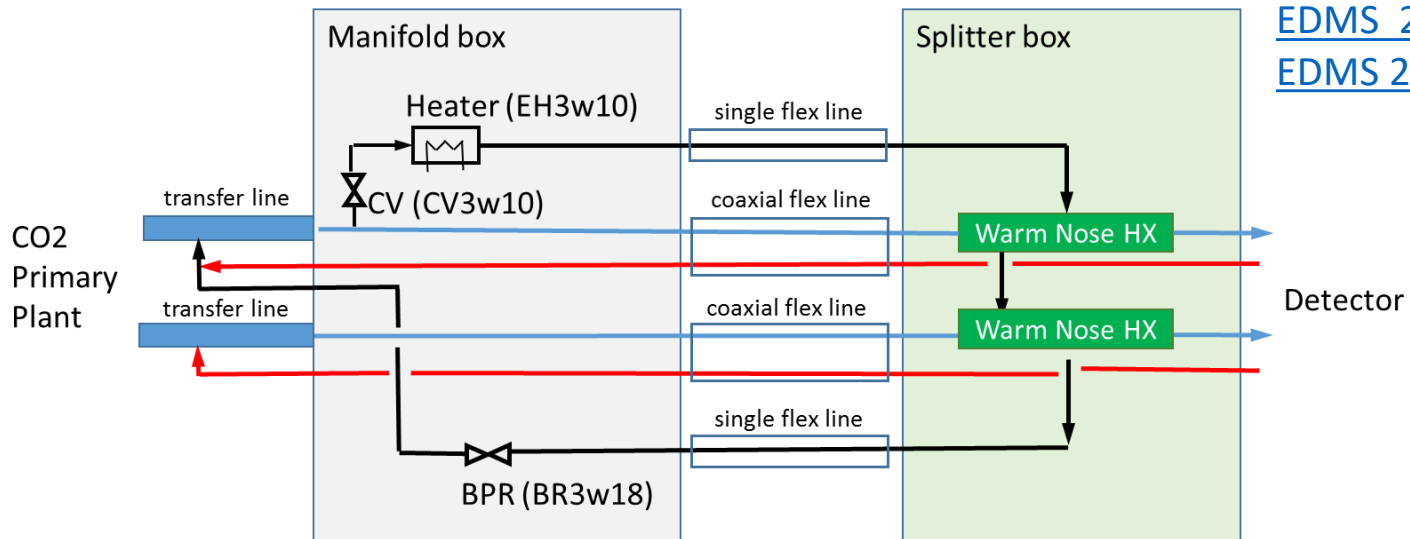 Manifold box
Splitter box
EDMS 2
EDMS 2
Heater (EH3w10)
single flex line
transfer line
CV (CV3w10)
coaxial flex line
Warm Nose HX
CO2
Primary
Plant
transfer line
coaxial flex line
Warm Nose HX
Detector
single flex line
BPR (BR3w18)